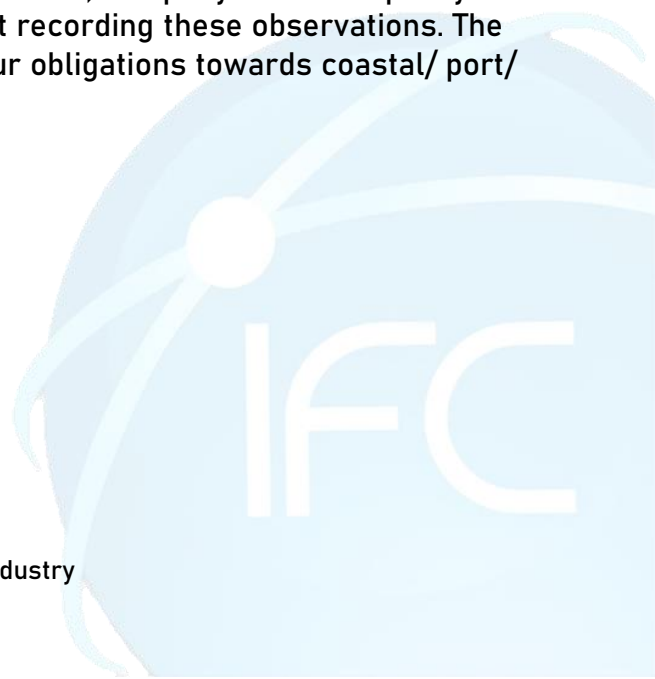 t recording these observations. The
ur obligations towards coastal/ port/
IFC
dustry